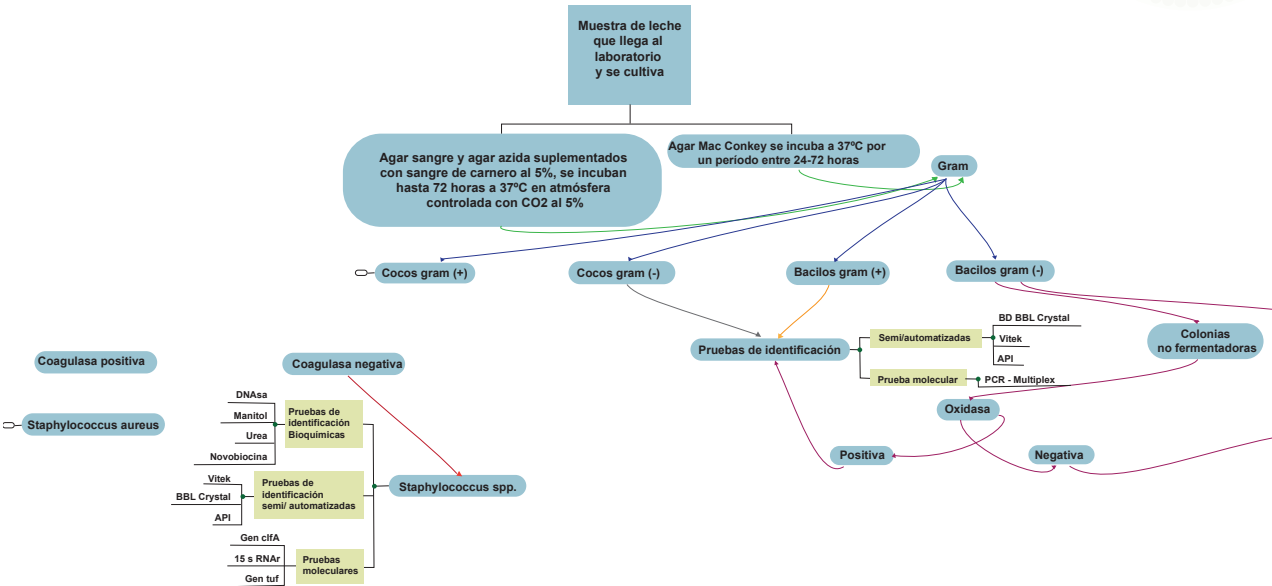 Muestra de leche
que llega al
laboratorio
y se cultiva
Agar sangre y agar azida suplementados
con sangre de carnero al 5%, se incuban
hasta 72 horas a 37ºC en atmósfera
controlada con CO2 al 5%
Agar Mac Conkey se incuba a 37ºC por
un período entre 24-72 horas
Gram
Cocos gram (+)
Cocos gram (-)
Bacilos gram (+)
Bacilos gram (-)
Pruebas de identificación
Semi/automatizadas
BD BBL Crystal
Vitek
API
Prueba molecular
PCR - Multiplex
Colonias
no fermentadoras
Oxidasa
Positiva
Negativa
Coagulasa positiva
Coagulasa negativa
Staphylococcus aureus
DNAsa
Manitol
Urea
Novobiocina
Pruebas de
identificación
Bioquímicas
Vitek
BBL Crystal
API
Pruebas de
identificación
semi/ automatizadas
Staphylococcus spp.
Gen clfA
15 s RNAr
Gen tuf
Pruebas
moleculares